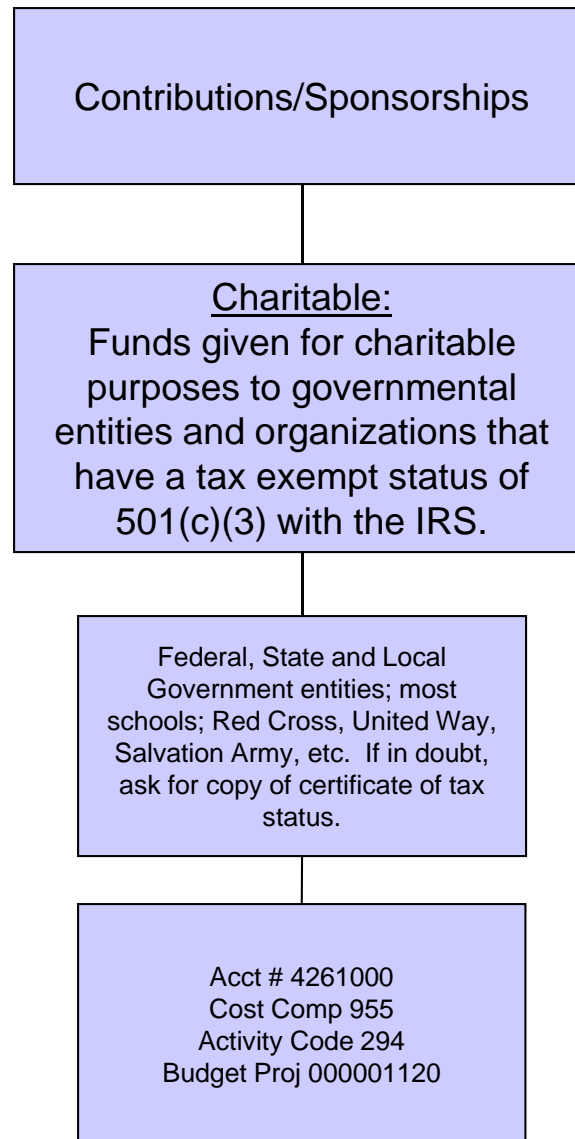 Contributions/Sponsorships
Charitable:
Funds given for charitable
purposes to governmental
entities and organizations that
have a tax exempt status of
501(c)(3) with the IRS.
Federal, State and Local
Government entities; most
schools; Red Cross, United Way,
Salvation Army, etc.  If in doubt,
ask for copy of certificate of tax
status.
Acct # 4261000
Cost Comp 955
Activity Code 294
Budget Proj 000001120